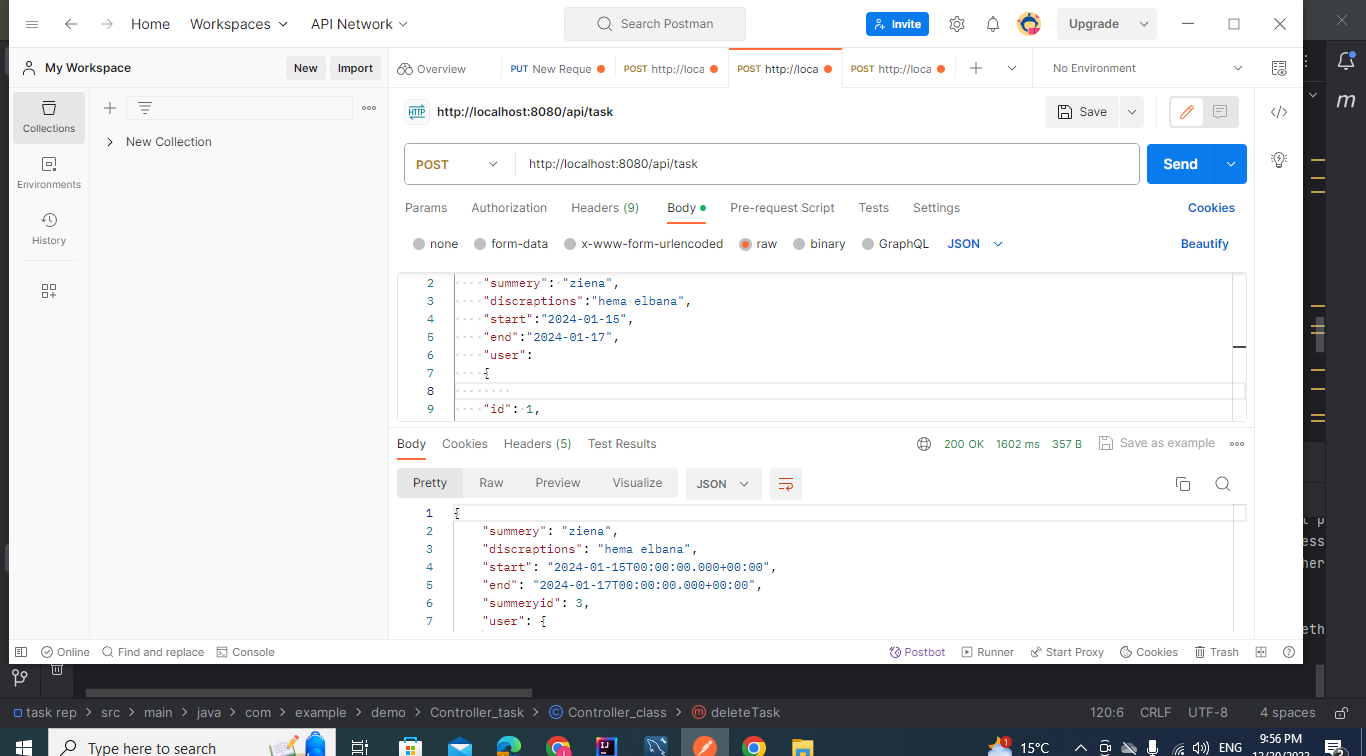 Home Workspaces API Network Search Postman Invite Upgrade
My Workspace New Import Overview PUT New Reque POST http://loca POST http://loca POST http://loca No Environment
Collections
Environments
History
New Collection
HTTP http://localhost:8080/api/task Save
POST http://localhost:8080/api/task Send
Params Authorization Headers (9) Body Pre-request Script Tests Settings Cookies
none form-data x-www-form-urlencoded raw binary GraphQL JSON Beautify
2 "summery": "ziena",
3 "discraptions":"hema elbana",
4 "start":"2024-01-15",
5 "end":"2024-01-17",
6 "user":
7 {
8
9 "id": 1,
Body Cookies Headers (5) Test Results 200 OK 1602 ms 357 B Save as example
Pretty Raw Preview Visualize JSON
1 {
2 "summery": "ziena",
3 "discraptions": "hema elbana",
4 "start": "2024-01-15T00:00:00.000+00:00",
5 "end": "2024-01-17T00:00:00.000+00:00",
6 "summeryid": 3,
7 "user": {
m
ess
her
eth
Online Find and replace Console Postbot Runner Start Proxy Cookies Trash
task rep > src > main > java > com > example > demo > Controller_task > Controller_class > deleteTask 120:6 CRLF UTF-8 4 spaces
Type here to search 15°C ENG 9:56 PM